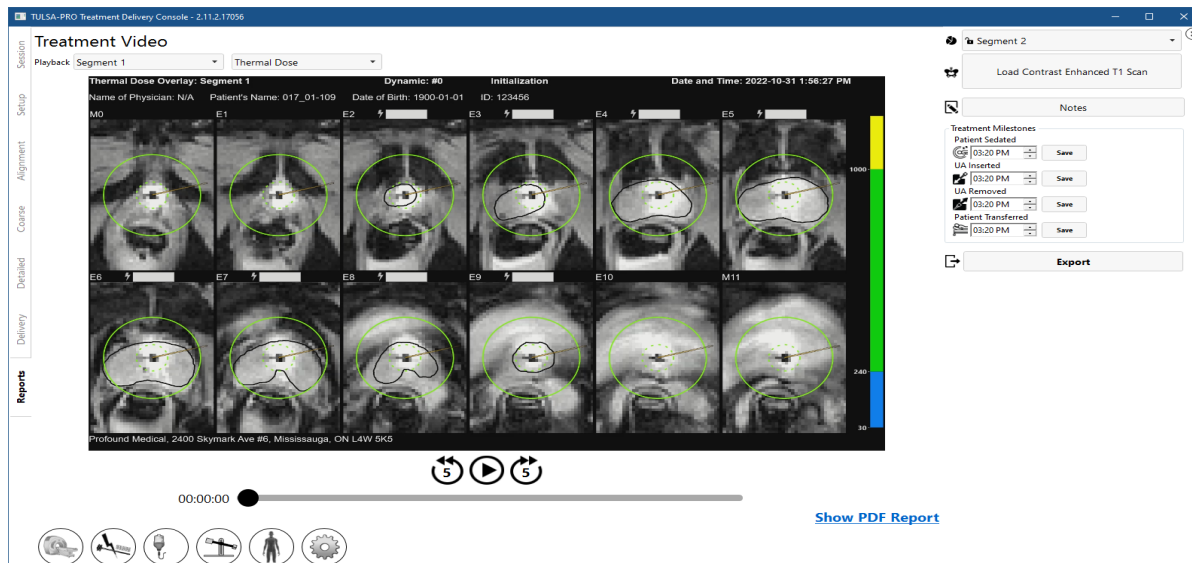 TULSA-PRO Treatment Delivery Console - 2.11.2.17056
Session
Setup
Alignment
Coarse
Detailed
Delivery
Reports
Treatment Video
Playback Segment 1 Thermal Dose
Thermal Dose Overlay: Segment 1 Dynamic: #0 Initialization Date and Time: 2022-10-31 1:56:27 PM
Name of Physician: N/A Patient's Name: 017_01-109 Date of Birth: 1900-01-01 ID: 123456
M0 E1 E2 E3 E4 E5
E6 E7 E8 E9 E10 M11
1000
240
30
Profound Medical, 2400 Skymark Ave #6, Mississauga, ON L4W 5K5
5 5
00:00:00
Show PDF Report
Segment 2
Load Contrast Enhanced T1 Scan
Notes
Treatment Milestones
Patient Sedated
03:20 PM Save
UA Inserted
03:20 PM Save
UA Removed
03:20 PM Save
Patient Transferred
03:20 PM Save
Export